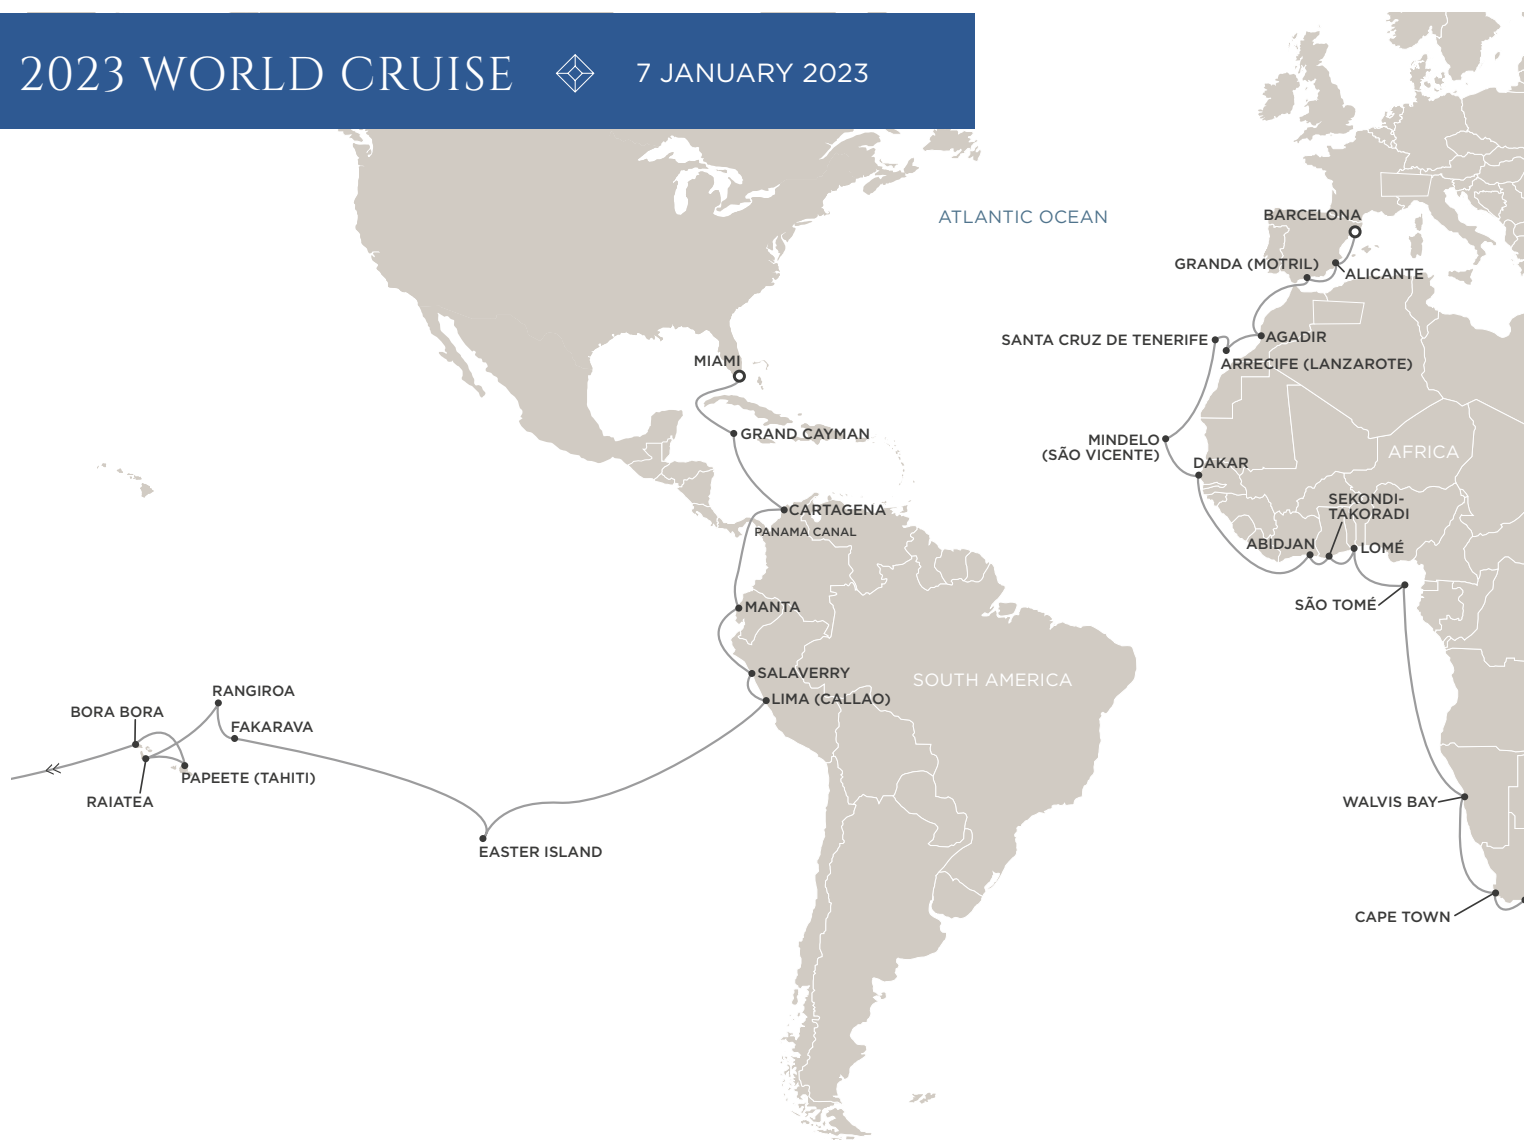 2023 WORLD CRUISE
7 JANUARY 2023
ATLANTIC OCEAN
BARCELONA
GRANDA (MOTRIL)
ALICANTE
SANTA CRUZ DE TENERIFE
AGADIR
ARRECIFE (LANZAROTE)
MIAMI
GRAND CAYMAN
MINDELO
(SÃO VICENTE)
DAKAR
AFRICA
SEKONDI-
TAKORADI
CARTAGENA
PANAMA CANAL
ABIDJAN
LOMÉ
SÃO TOMÉ
MANTA
SALAVERRY
SOUTH AMERICA
LIMA (CALLAO)
RANGIROA
BORA BORA
FAKARAVA
PAPEETE (TAHITI)
RAIATEA
EASTER ISLAND
WALVIS BAY
CAPE TOWN